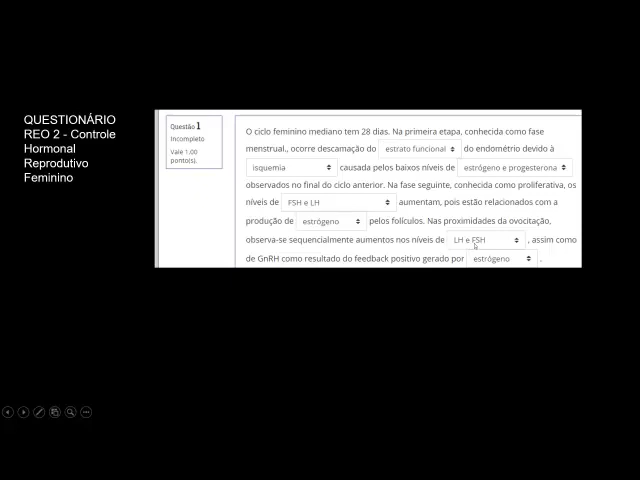 QUESTIONÁRIO
REO 2 - Controle
Hormonal
Reprodutivo
Feminino
Questão 1
Incompleto
Vale 1,00
ponto(s).
O ciclo feminino mediano tem 28 dias. Na primeira etapa, conhecida como fase
menstrual., ocorre descamação do estrato funcional do endométrio devido à
isquemia causada pelos baixos níveis de estrógeno e progesterona
observados no final do ciclo anterior. Na fase seguinte, conhecida como proliferativa, os
níveis de FSH e LH aumentam, pois estão relacionados com a
produção de estrógeno pelos folículos. Nas proximidades da ovocitação,
observa-se sequencialmente aumentos nos níveis de LH e FSH , assim como
de GnRH como resultado do feedback positivo gerado por estrógeno .